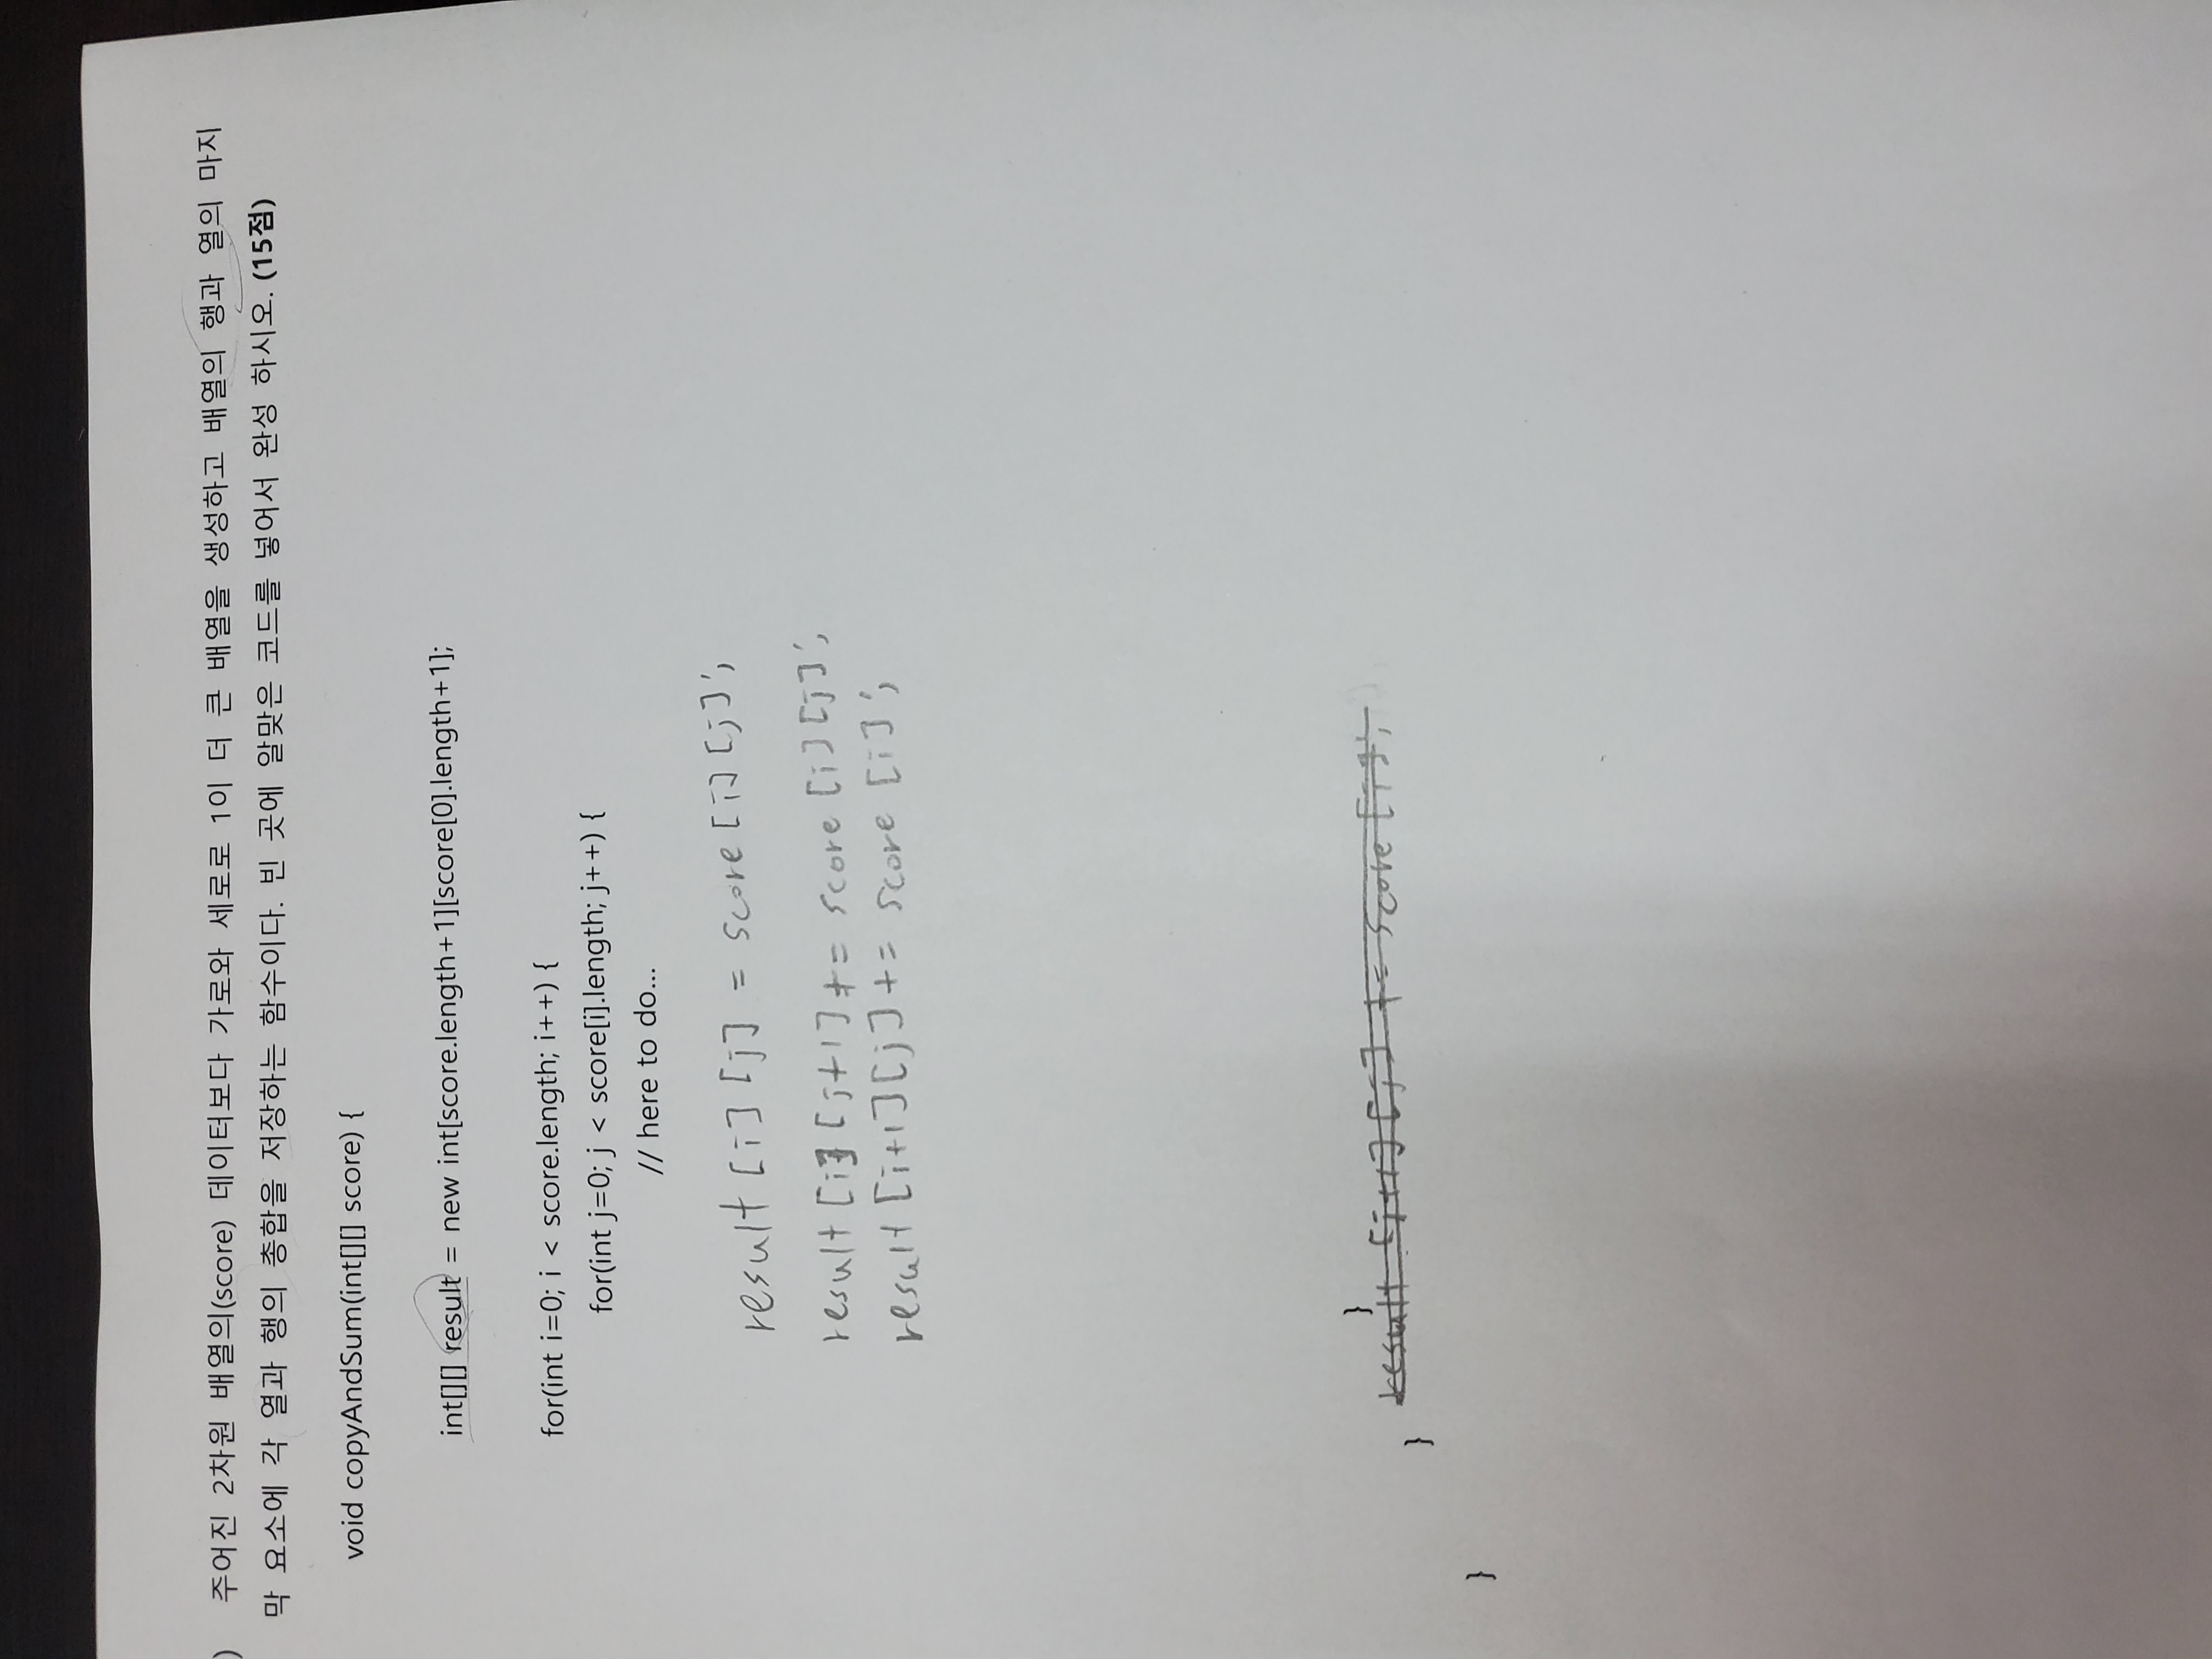 ) 주어진 2차원 배열의(score) 데이터보다 가로와 세로로 1이 더 큰 배열을 생성하고 배열의 행과 열의 마지
막 요소에 각 열과 행의 총합을 저장하는 함수이다. 빈 곳에 알맞은 코드를 넣어서 완성 하시오. (15점)
void copyAndSum(int[][] score) {
int[][] result = new int[score.length+1][score[0].length+1];
for(int i=0; i < score.length; i++) {
for(int j=0; j < score[i].length; j++) {
// here to do...
result [i] [j] = score [i] [j];
result [i] [j+1] += score [i] [j];
result [i+1] [j] += score [i];
}
result [i+1] [j] += score [i];
}
}